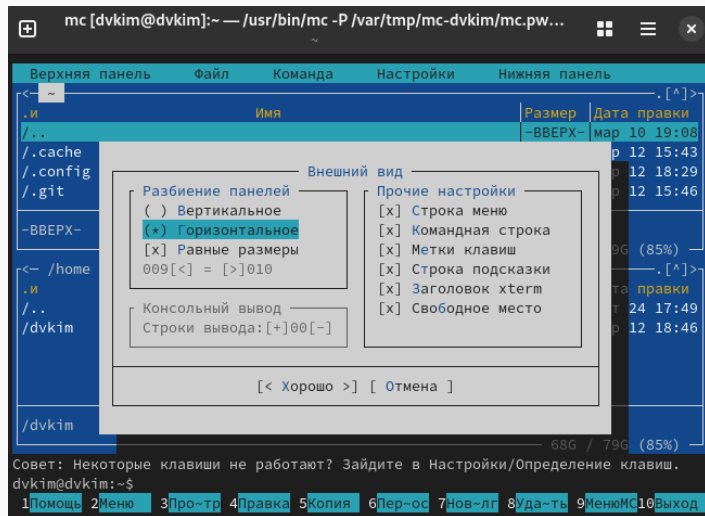 mc [dvkim@dvkim]:~ — /usr/bin/mc -P /var/tmp/mc-dvkim/mc.pw…
~
Верхняя панель Файл Команда Настройки Нижняя панель
<— ~ .[^]>
.и Имя Размер Дата правки
/.. -ВВЕРХ- мар 10 19:08
/.cache р 12 15:43
/.config р 12 18:29
/.git р 12 15:46
Внешний вид
Разбиение панелей Прочие настройки
( ) Вертикальное [x] Строка меню
(*) Горизонтальное [x] Командная строка
[x] Равные размеры [x] Метки клавиш
009[<] = [>]010 [x] Строка подсказки
[x] Заголовок xterm
Консольный вывод [x] Свободное место
Строки вывода:[+]00[-]
[< Хорошо >] [ Отмена ]
-ВВЕРХ- 79G (85%)
<— /home .[^]>
.и та правки
/.. т 24 17:49
/dvkim р 12 18:46
/dvkim
68G / 79G (85%)
Совет: Некоторые клавиши не работают? Зайдите в Настройки/Определение клавиш.
dvkim@dvkim:~$
1Помощь 2Меню 3Про~тр 4Правка 5Копия 6Пер~ос 7Нов~лг 8Уда~ть 9МенюMC 10Выход